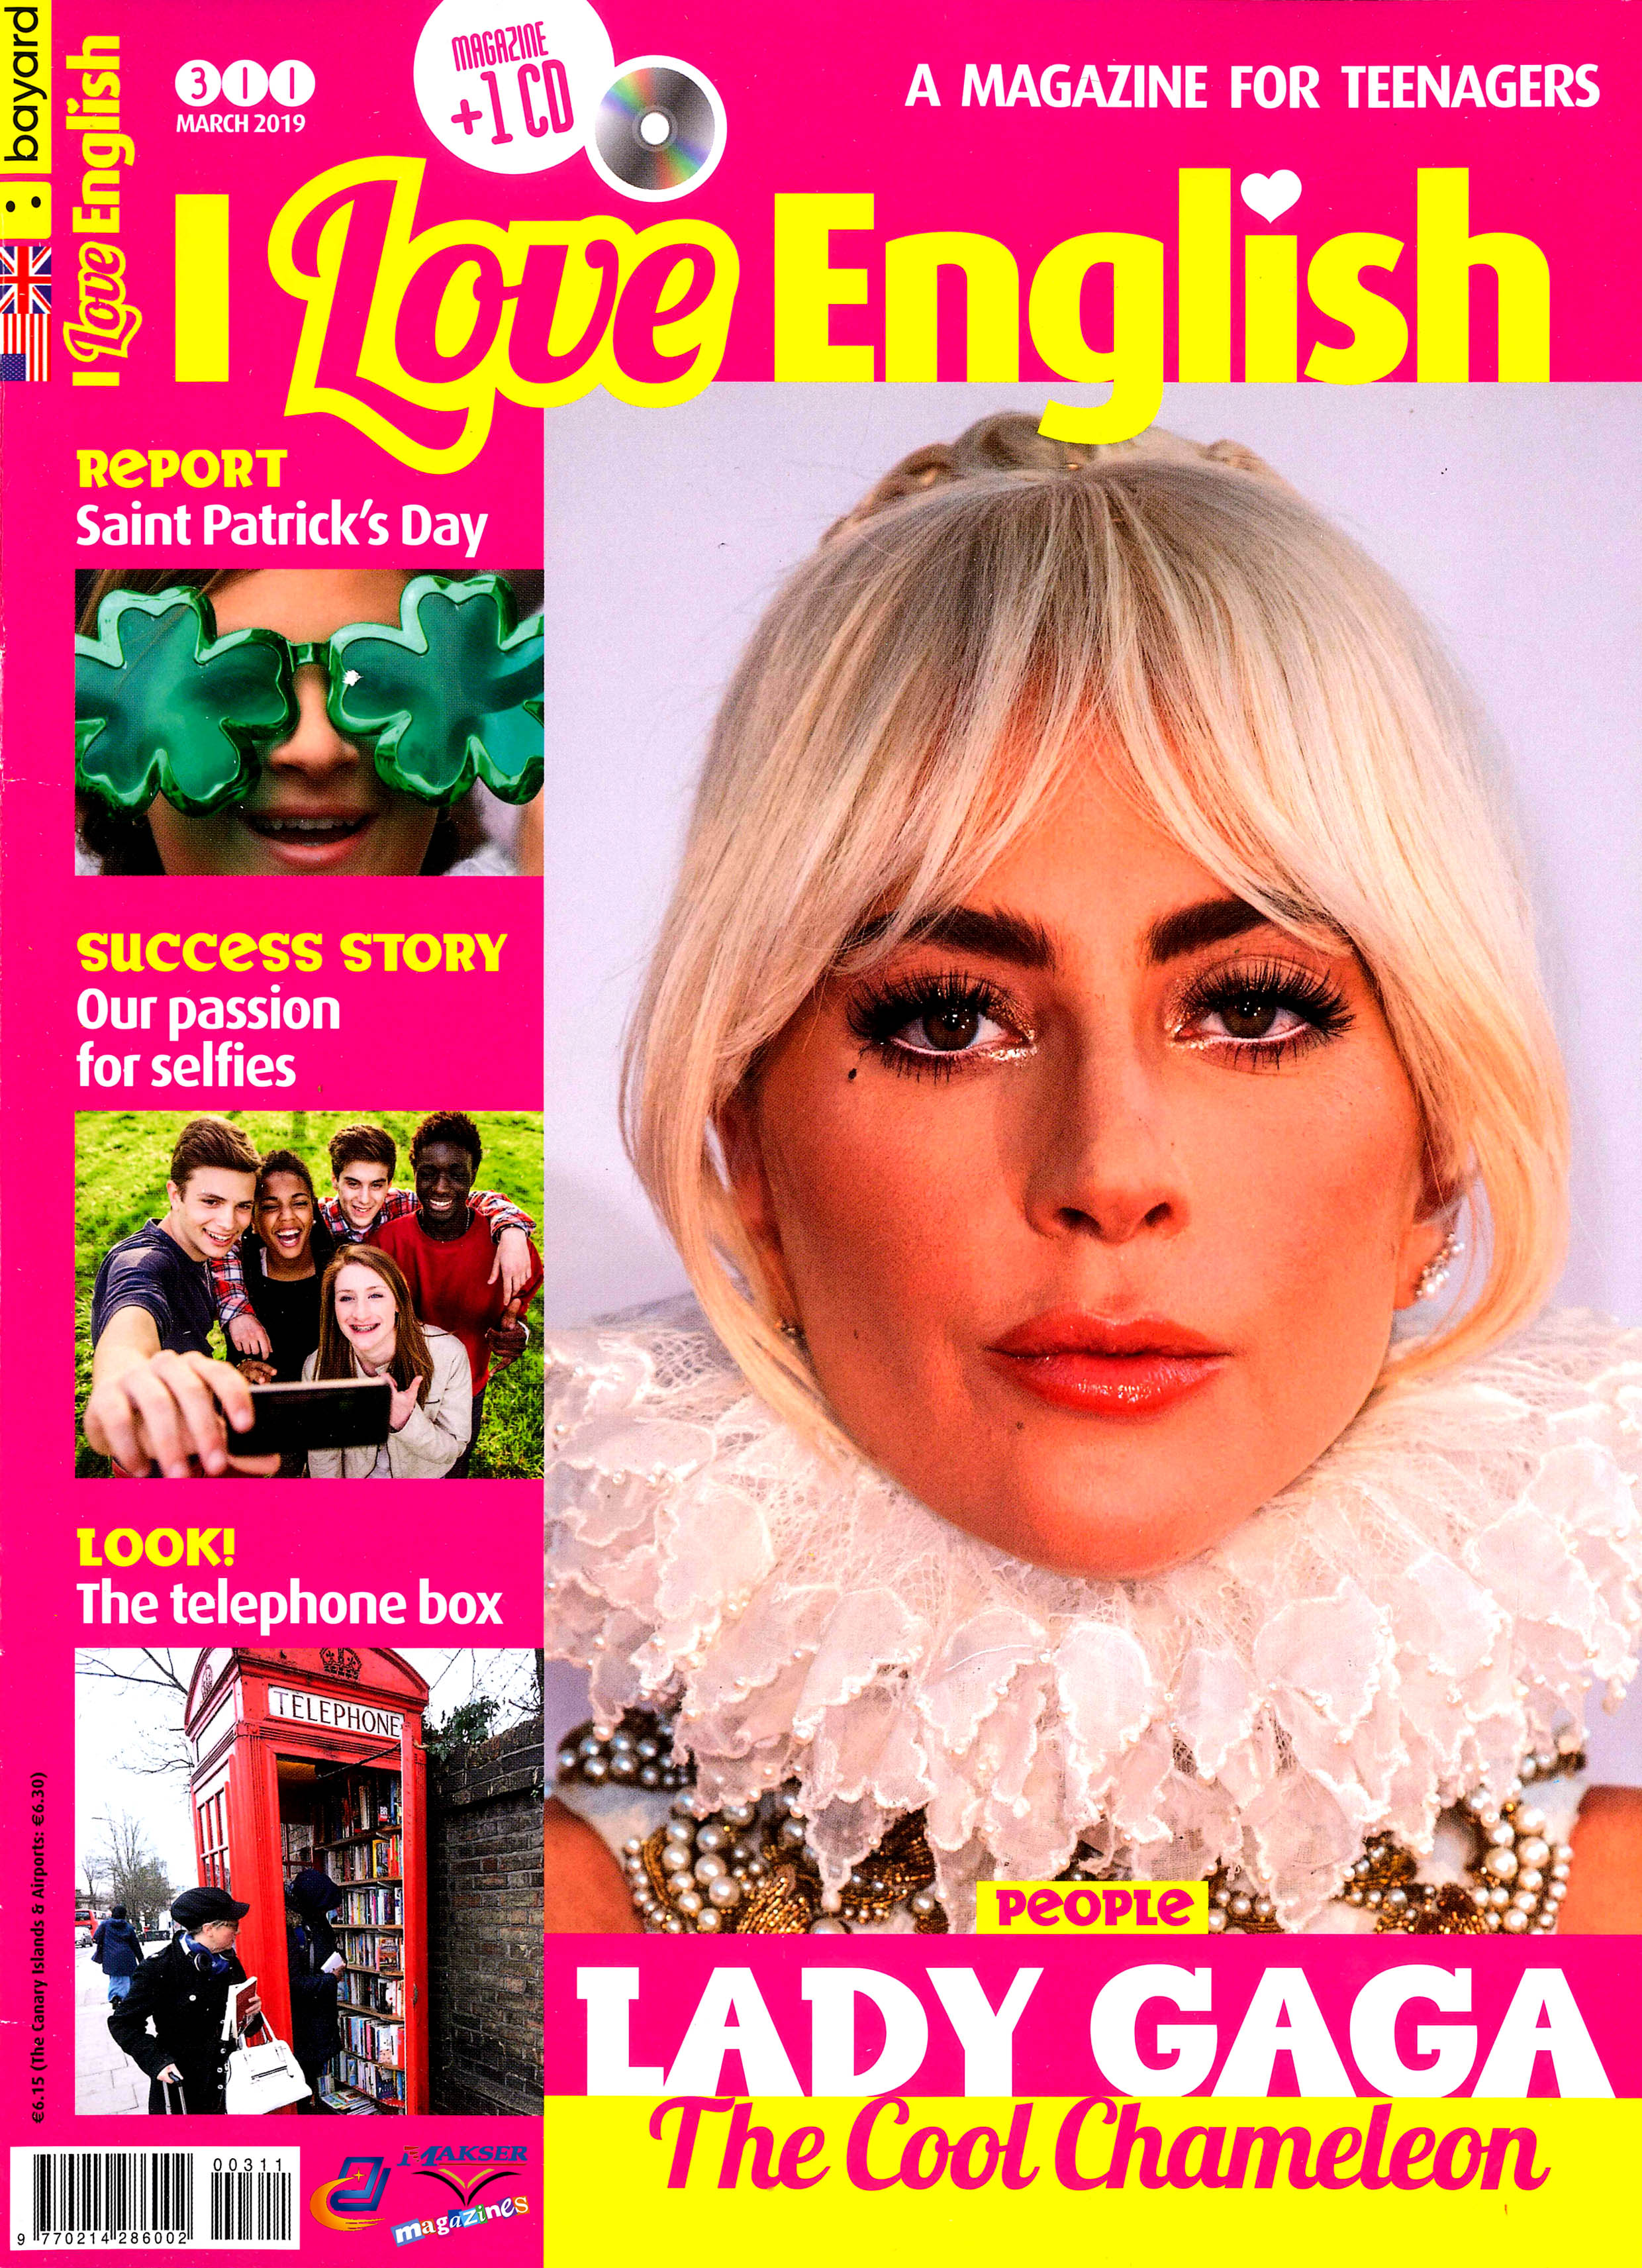 bayard
I Love English
311
MARCH 2019
MAGAZINE
+1 CD
A MAGAZINE FOR TEENAGERS
I Love English
REPORT
Saint Patrick's Day
SUCCESS STORY
Our passion
for selfies
LOOK!
The telephone box
TELEPHONE
€6.15 (The Canary Islands & Airports: €6.30)
PEOPLE
LADY GAGA
The Cool Chameleon
00311
9 770214 286002
MAKSER
magazines